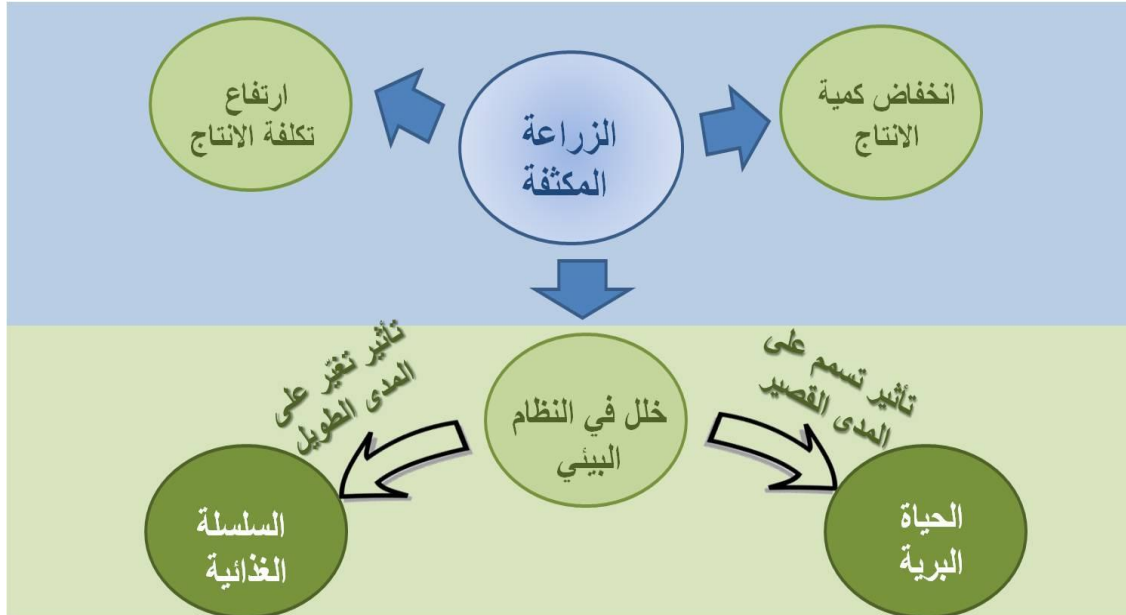 انخفاض كمية
الانتاج
الزراعة
المكثفة
ارتفاع
تكلفة الانتاج
تأثير تسمم على
المدى القصير
خلل في النظام
البيئي
تأثير تغيّر على
المدى الطويل
الحياة
البرية
السلسلة
الغذائية